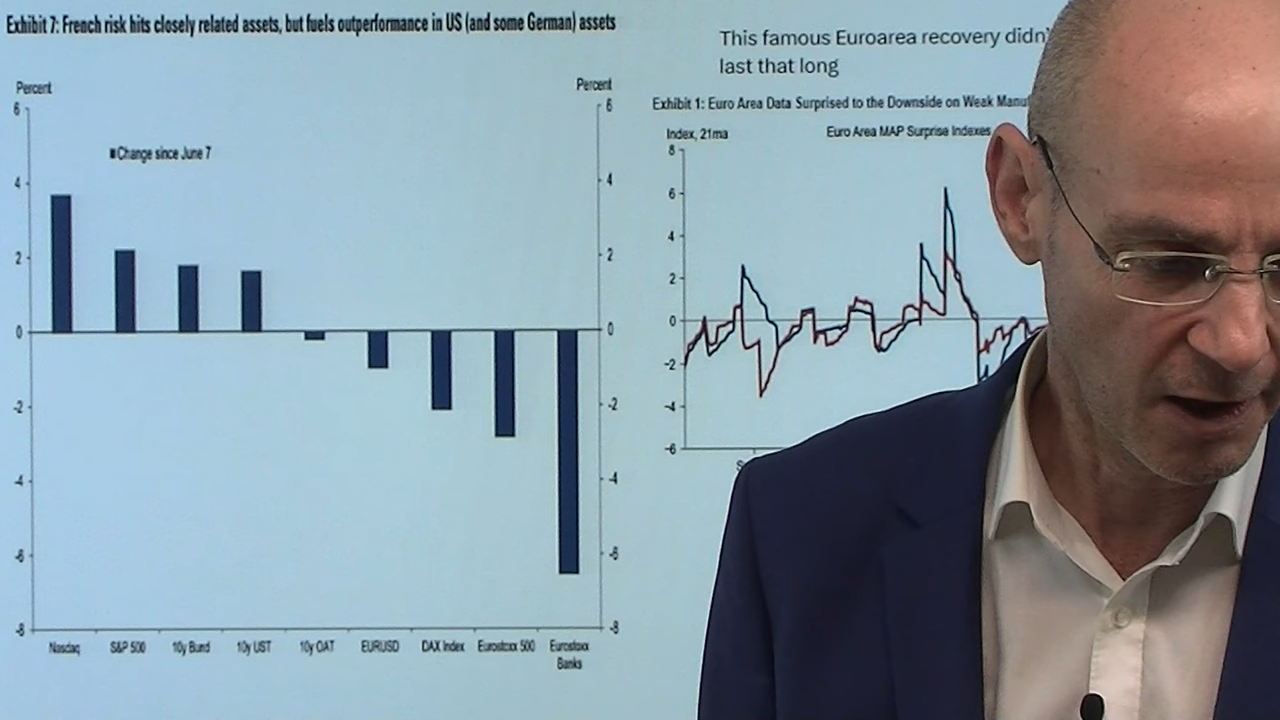 Exhibit 7: French risk hits closely related assets, but fuels outperformance in US (and some German) assets
Percent
Percent
6
4
2
0
-2
-4
-6
-8
6
4
2
0
-2
-4
-6
-8
Change since June 7
Nasdaq
S&P 500
10y Bund
10y UST
10y OAT
EURUSD
DAX Index
Eurostoxx 500
Eurostoxx
Banks
This famous Euroarea recovery didn'
last that long
Exhibit 1: Euro Area Data Surprised to the Downside on Weak
Index, 21ma
Euro Area MAP Surprise Indexes
8
6
4
2
0
-2
-4
-6